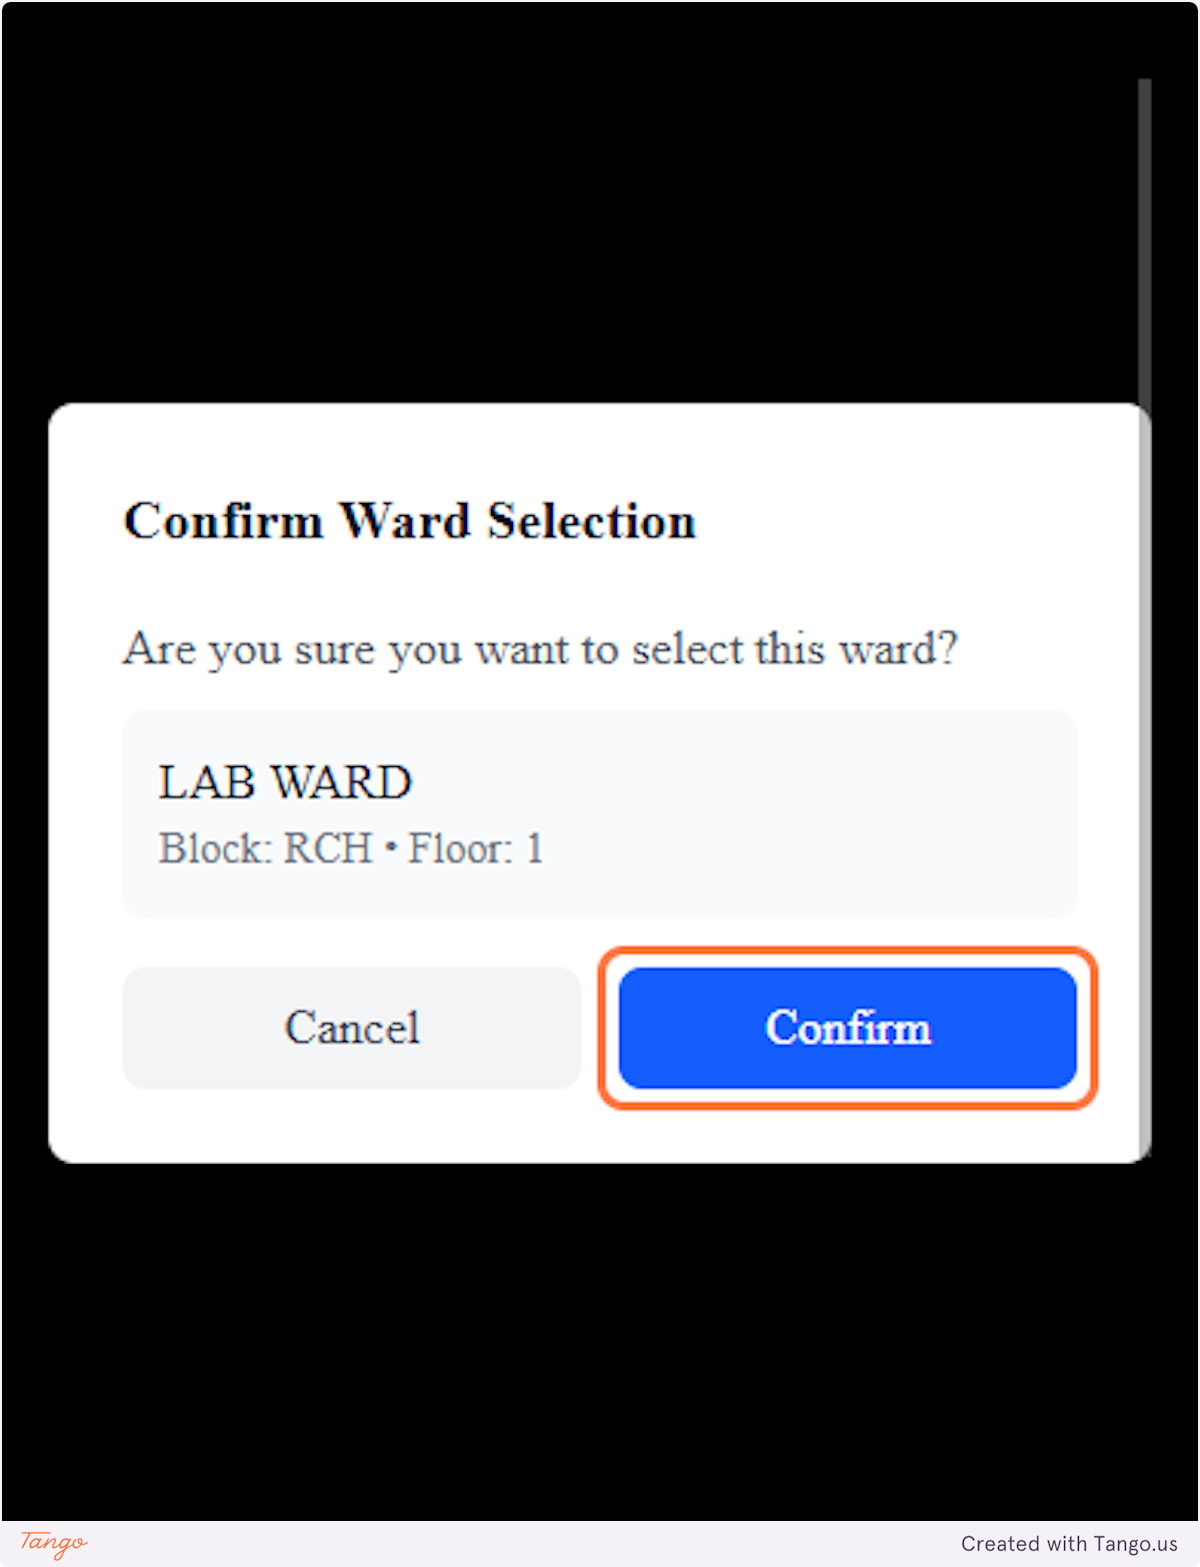 Confirm Ward Selection
Are you sure you want to select this ward?
LAB WARD
Block: RCH • Floor: 1
Cancel
Confirm
Tango
Created with Tango.us